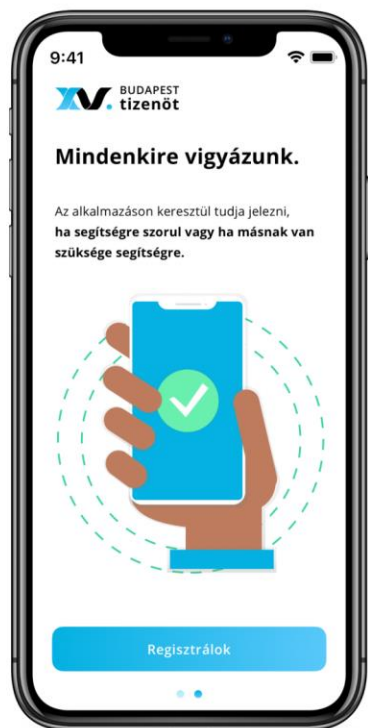 9:41
XV. BUDAPEST
tizenöt
Mindenkire vigyázunk.
Az alkalmazáson keresztül tudja jelezni,
ha segítségre szorul vagy ha másnak van
szüksége segítségre.
Regisztrálok